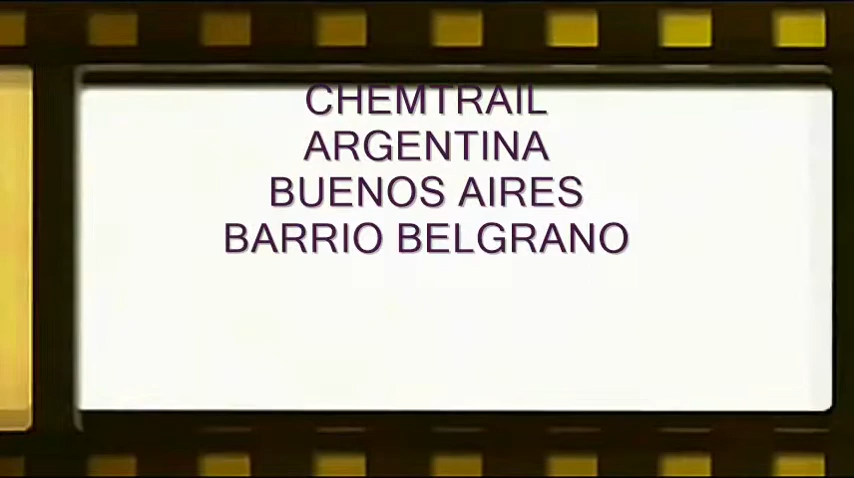 CHEMTRAIL
ARGENTINA
BUENOS AIRES
BARRIO BELGRANO